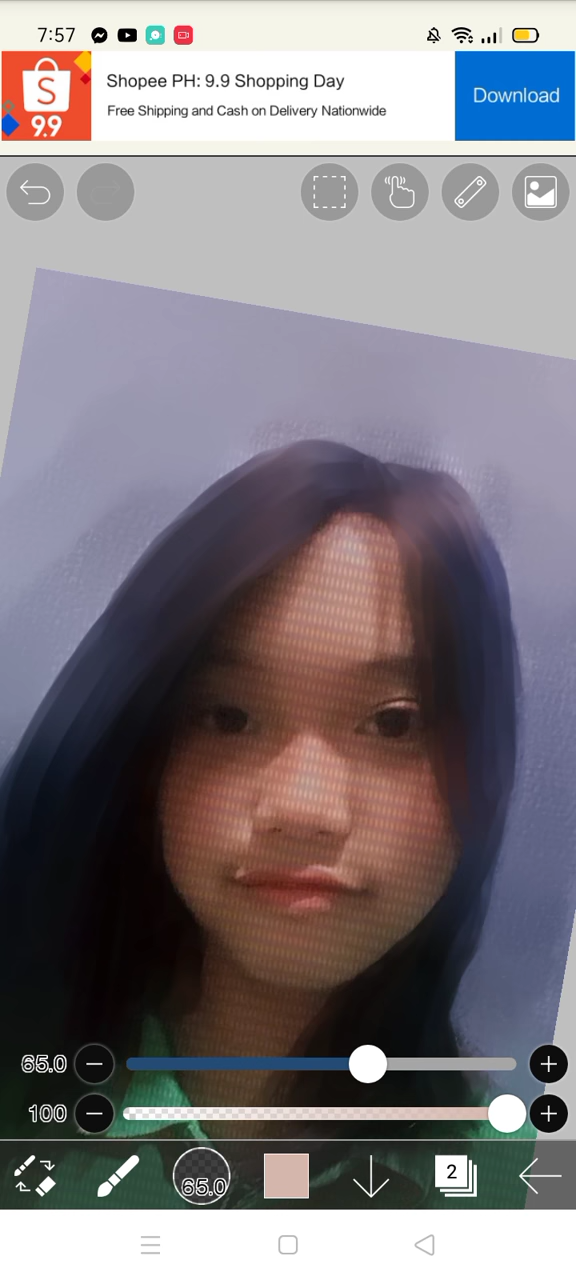 7:57
S
9.9
Shopee PH: 9.9 Shopping Day
Free Shipping and Cash on Delivery Nationwide
Download
65.0
100
65.0
2